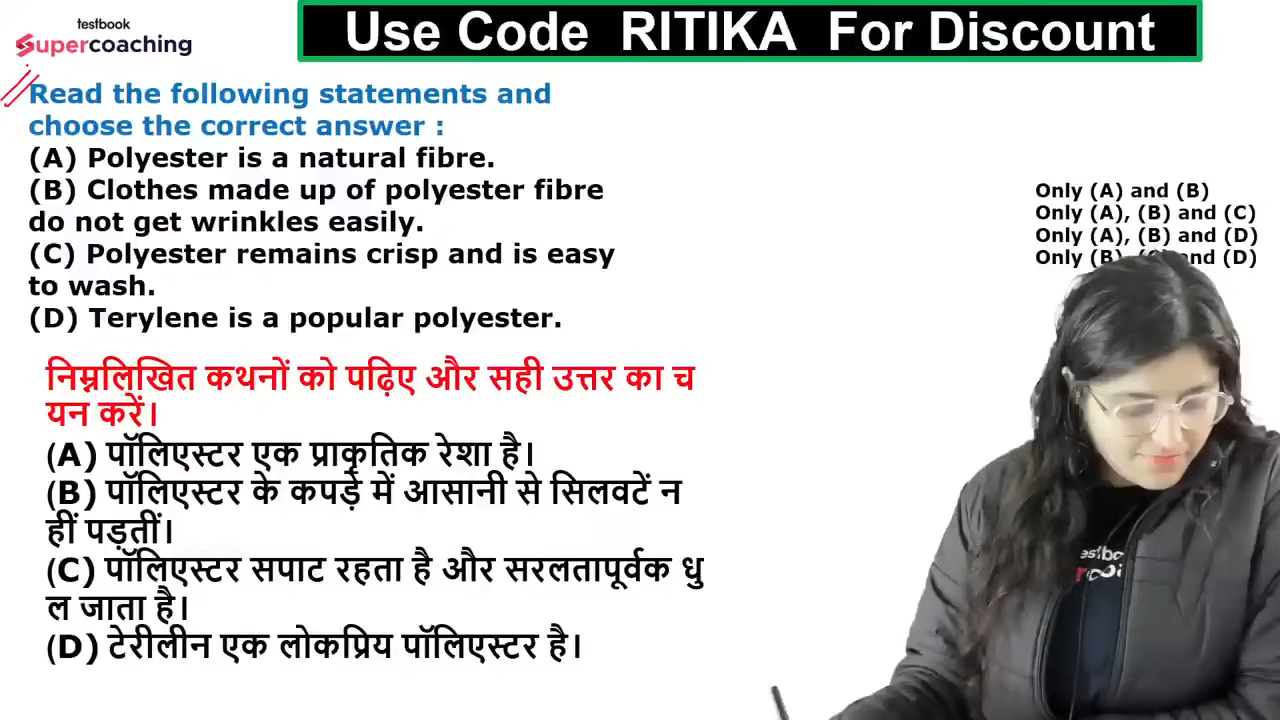 testbook
Supercoaching
Use Code RITIKA For Discount
Read the following statements and
choose the correct answer :
(A) Polyester is a natural fibre.
(B) Clothes made up of polyester fibre
do not get wrinkles easily.
(C) Polyester remains crisp and is easy
to wash.
(D) Terylene is a popular polyester.
Only (A) and (B)
Only (A), (B) and (C)
Only (A), (B) and (D)
Only (B), and (D)
निम्नलिखित कथनों को पढ़िए और सही उत्तर का च
यन करें।
(A) पॉलिएस्टर एक प्राकृतिक रेशा है।
(B) पॉलिएस्टर के कपड़े में आसानी से सिलवटें न
हीं पड़तीं।
(C) पॉलिएस्टर सपाट रहता है और सरलतापूर्वक धु
ल जाता है।
(D) टेरीलीन एक लोकप्रिय पॉलिएस्टर है।